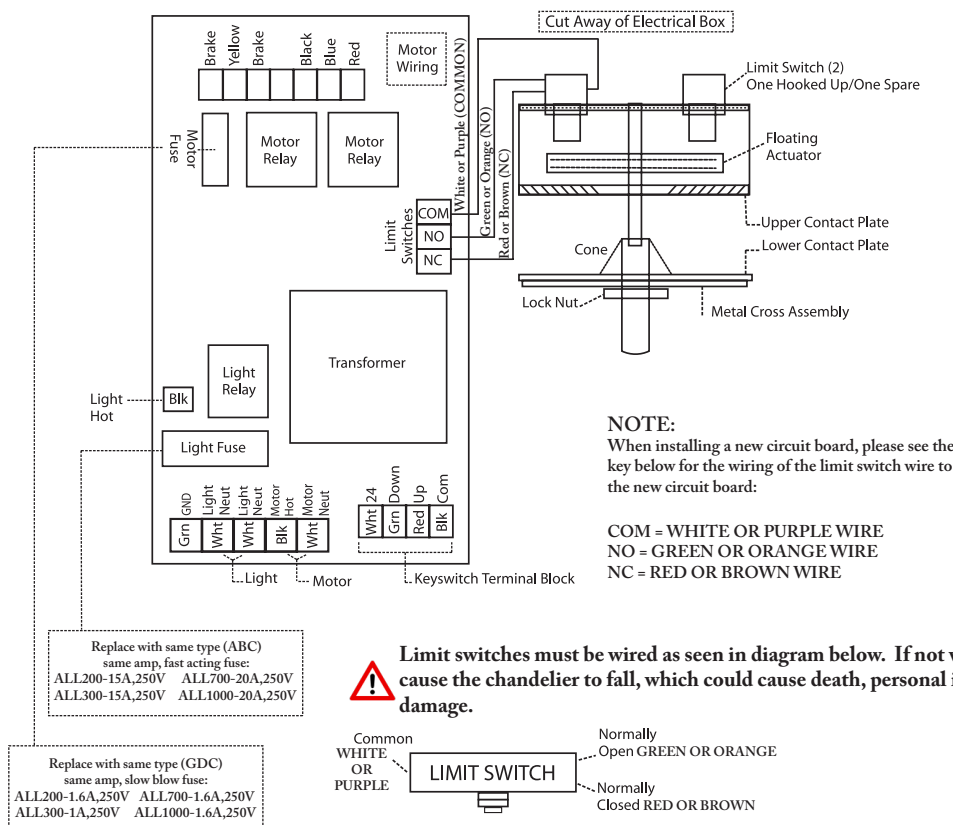 Cut Away of Electrical Box
Brake
Yellow
Brake
Black
Blue
Red
Motor
Wiring
Motor
Fuse
Motor
Relay
Motor
Relay
White or Purple (COMMON)
Green or Orange (NO)
Red or Brown (NC)
Limit
Switches
COM
NO
NC
Limit Switch (2)
One Hooked Up/One Spare
Floating
Actuator
Upper Contact Plate
Lower Contact Plate
Cone
Lock Nut
Metal Cross Assembly
Transformer
Light
Relay
Light
Hot
Blk
Light Fuse
GND
Light
Neut
Light
Neut
Motor
Hot
Motor
Neut
Grn
Wht
Wht
Blk
Wht
Light
Motor
24
Down
Up
Com
Wht
Grn
Red
Blk
Keyswitch Terminal Block
NOTE:
When installing a new circuit board, please see the
key below for the wiring of the limit switch wire to
the new circuit board:
COM = WHITE OR PURPLE WIRE
NO = GREEN OR ORANGE WIRE
NC = RED OR BROWN WIRE
Replace with same type (ABC)
same amp, fast acting fuse:
ALL200-15A,250V ALL700-20A,250V
ALL300-15A,250V ALL1000-20A,250V
Replace with same type (GDC)
same amp, slow blow fuse:
ALL200-1.6A,250V ALL700-1.6A,250V
ALL300-1A,250V ALL1000-1.6A,250V
Limit switches must be wired as seen in diagram below. If not
cause the chandelier to fall, which could cause death, personal
damage.
Common
WHITE
OR
PURPLE
LIMIT SWITCH
Normally
Open GREEN OR ORANGE
Normally
Closed RED OR BROWN